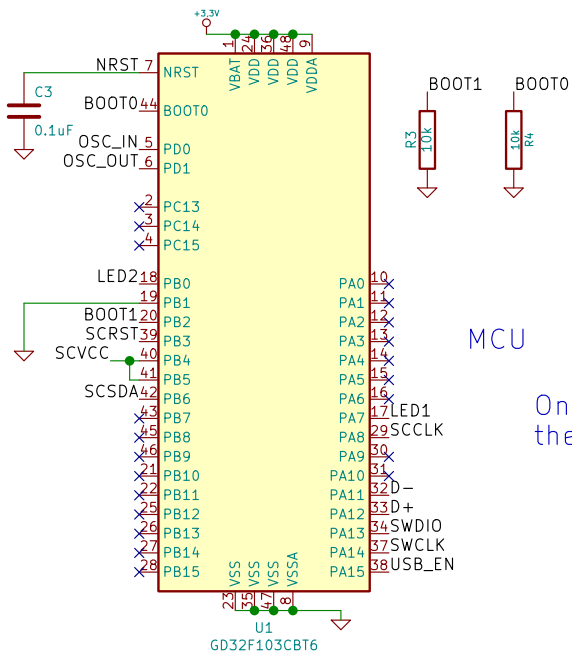 +3.3V
1 24 36 48 9
VBAT VDD VDD VDD VDDA
NRST 7 NRST
C3
0.1uF
BOOT0 44 BOOT0
OSC_IN 5 PD0
OSC_OUT 6 PD1
2 PC13
3 PC14
4 PC15
LED2 18 PB0
19 PB1
BOOT1 20 PB2
SCRST 39 PB3
SCVCC 40 PB4
41 PB5
SCSDA 42 PB6
43 PB7
45 PB8
46 PB9
21 PB10
22 PB11
25 PB12
26 PB13
27 PB14
28 PB15
PA0 10
PA1 11
PA2 12
PA3 13
PA4 14
PA5 15
PA6 16
PA7 17 LED1
PA8 29 SCCLK
PA9 30
PA10 31
PA11 32 D-
PA12 33 D+
PA13 34 SWDIO
PA14 37 SWCLK
PA15 38 USB_EN
VSS VSS VSS VSSA
23 35 47 8
U1
GD32F103CBT6
BOOT1
R3
10k
BOOT0
10k
R4
MCU
On
the